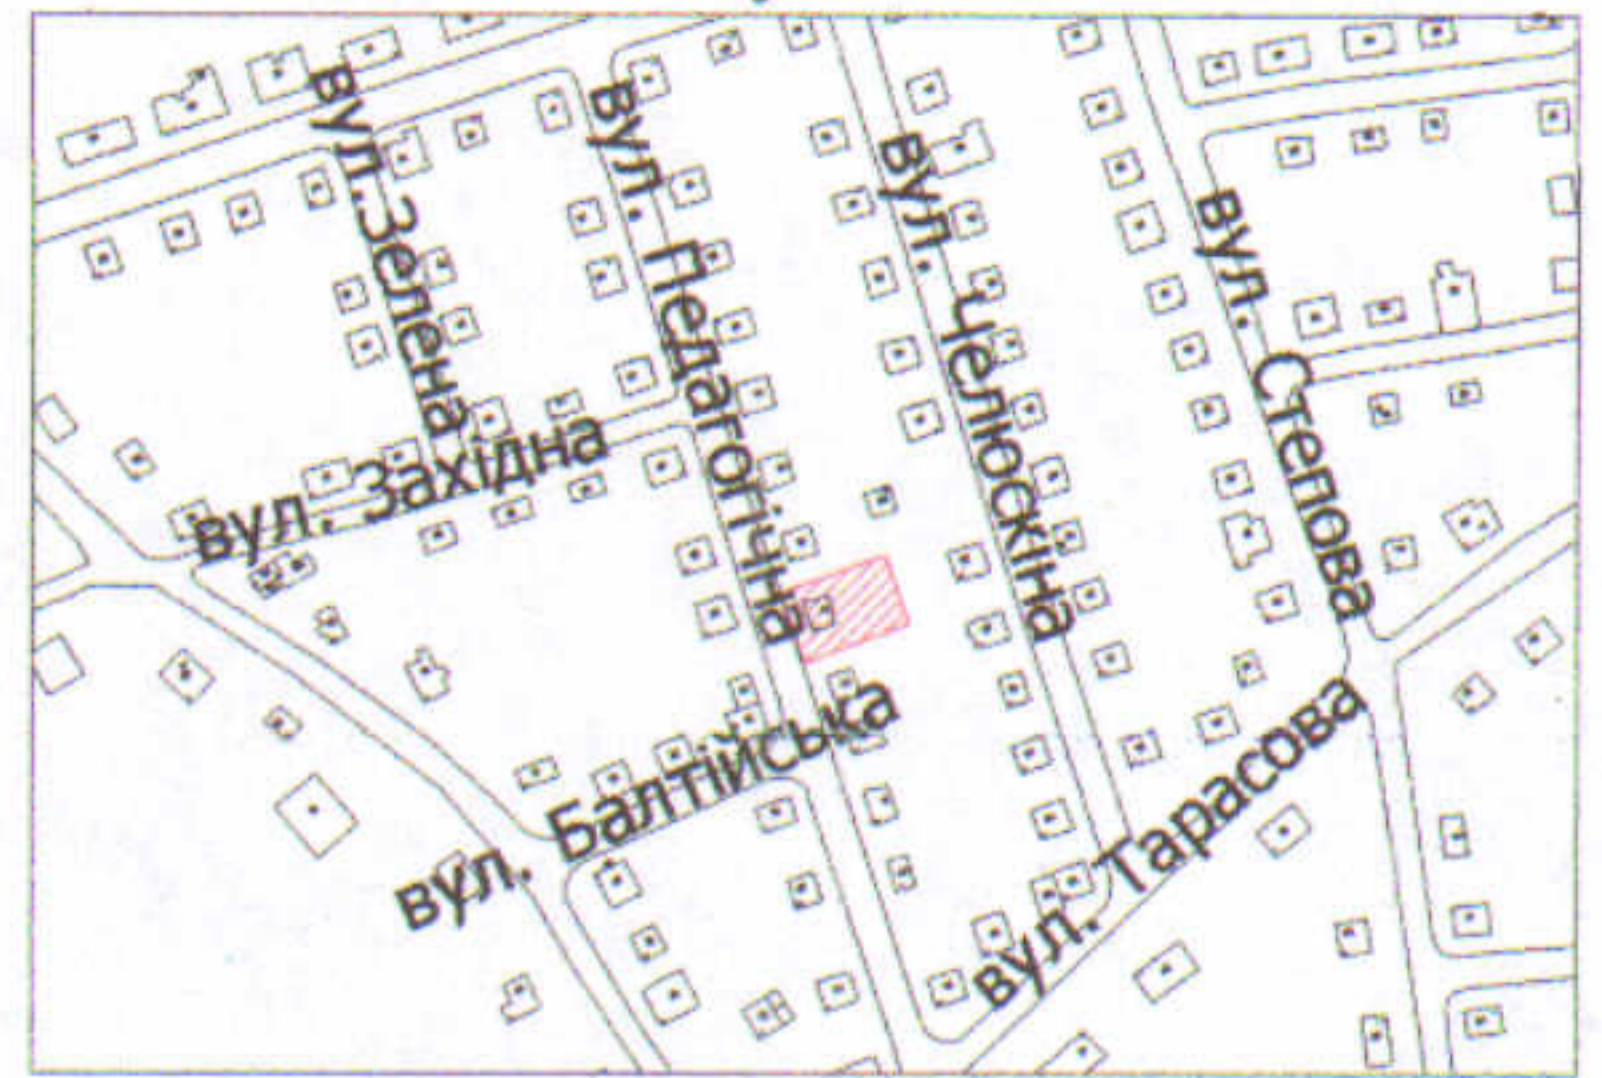 вул.Зелена
вул. Педагогічна
вул. Челюскіна
вул. Степова
вул. Західна
вул. Балтійська
вул. Тарасова